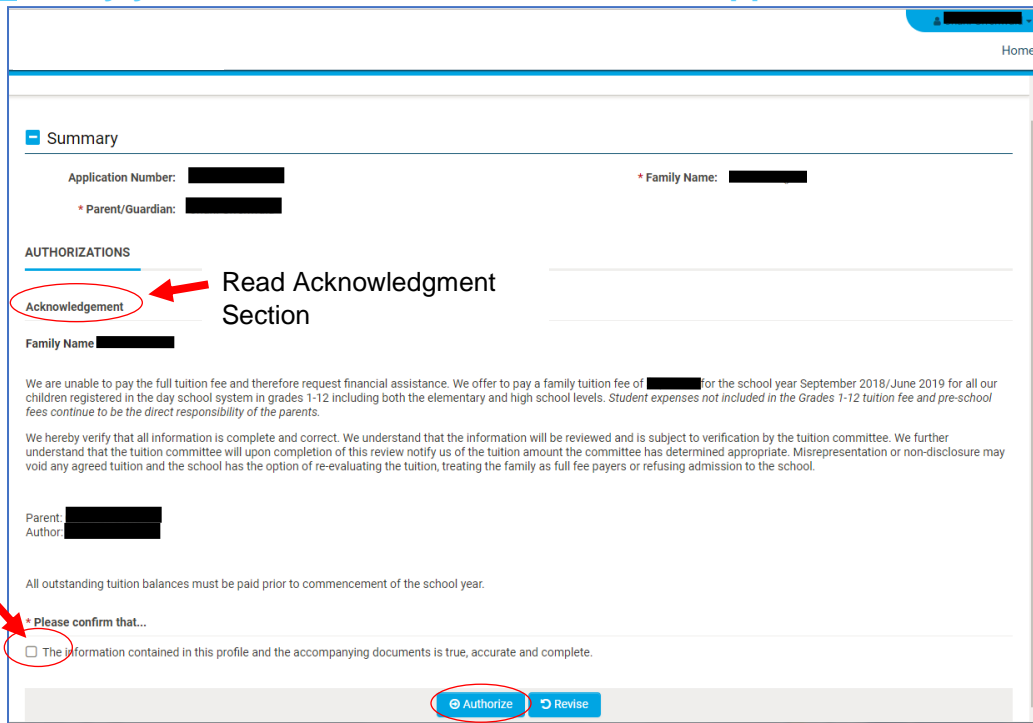 Home
Summary
Application Number:
* Family Name:
* Parent/Guardian:
AUTHORIZATIONS
Read Acknowledgment
Section
Acknowledgement
Family Name
We are unable to pay the full tuition fee and therefore request financial assistance. We offer to pay a family tuition fee of for the school year September 2018/June 2019 for all our
children registered in the day school system in grades 1-12 including both the elementary and high school levels. Student expenses not included in the Grades 1-12 tuition fee and pre-school
fees continue to be the direct responsibility of the parents.
We hereby verify that all information is complete and correct. We understand that the information will be reviewed and is subject to verification by the tuition committee. We further
understand that the tuition committee will upon completion of this review notify us of the tuition amount the committee has determined appropriate. Misrepresentation or non-disclosure may
void any agreed tuition and the school has the option of re-evaluating the tuition, treating the family as full fee payers or refusing admission to the school.
Parent:
Author:
All outstanding tuition balances must be paid prior to commencement of the school year.
* Please confirm that...
The information contained in this profile and the accompanying documents is true, accurate and complete.
Authorize Revise